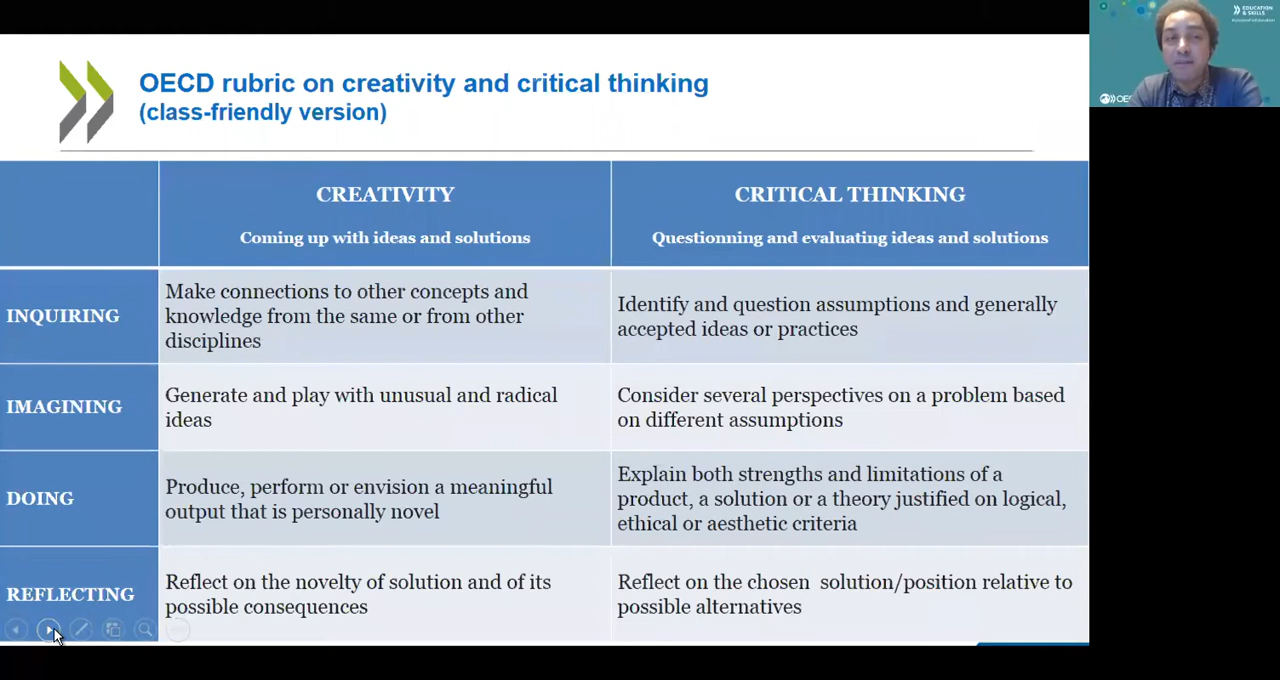 OECD rubric on creativity and critical thinking
(class-friendly version)
CREATIVITY
Coming up with ideas and solutions
CRITICAL THINKING
Questionning and evaluating ideas and solutions
INQUIRING
Make connections to other concepts and
knowledge from the same or from other
disciplines
Identify and question assumptions and generally
accepted ideas or practices
IMAGINING
Generate and play with unusual and radical
ideas
Consider several perspectives on a problem based
on different assumptions
DOING
Produce, perform or envision a meaningful
output that is personally novel
Explain both strengths and limitations of a
product, a solution or a theory justified on logical,
ethical or aesthetic criteria
REFLECTING
Reflect on the novelty of solution and of its
possible consequences
Reflect on the chosen solution/position relative to
possible alternatives
EDUCATION
& SKILLS